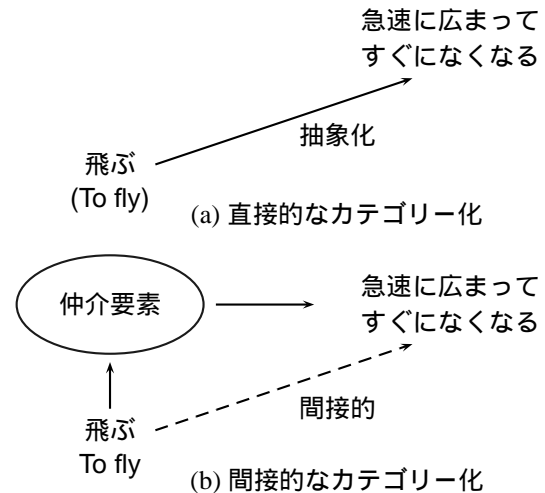 急速に広まって
すぐになくなる
抽象化
飛ぶ
(To fly)
(a) 直接的なカテゴリー化
仲介要素
急速に広まって
すぐになくなる
間接的
飛ぶ
To fly
(b) 間接的なカテゴリー化